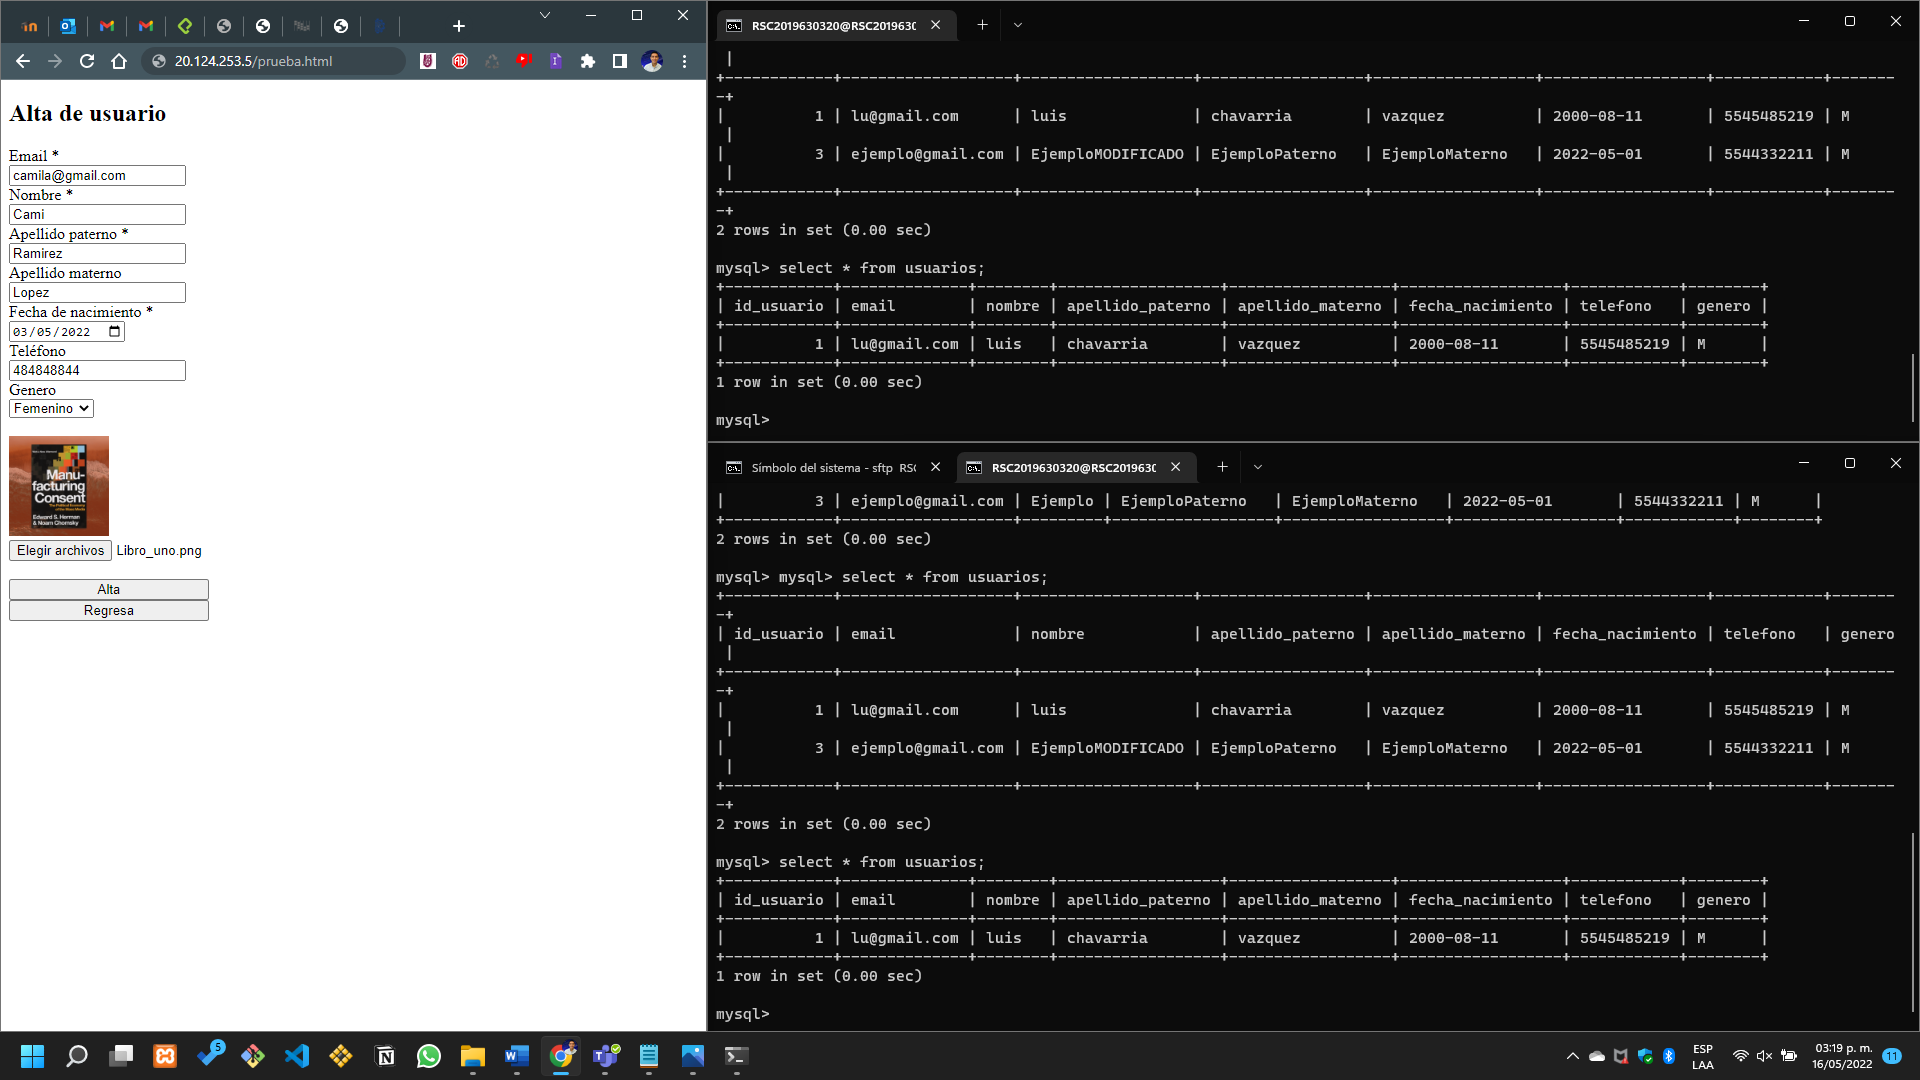 20.124.253.5/prueba.html
Alta de usuario
Email *
camila@gmail.com
Nombre *
Cami
Apellido paterno *
Ramirez
Apellido materno
Lopez
Fecha de nacimiento *
03/05/2022
Teléfono
484848844
Genero
Femenino
Manu-
facturing
Consent
Edward S. Herman
& Noam Chomsky
Elegir archivos Libro_uno.png
Alta
Regresa
RSC2019630320@RSC201963
|
+------------+-------------------+-------------------+------------------+------------------+------------------+------------+-------
-+
| 1 | lu@gmail.com | luis | chavarria | vazquez | 2000-08-11 | 5545485219 | M
|
| 3 | ejemplo@gmail.com | EjemploMODIFICADO | EjemploPaterno | EjemploMaterno | 2022-05-01 | 5544332211 | M
|
+------------+-------------------+-------------------+------------------+------------------+------------------+------------+-------
-+
2 rows in set (0.00 sec)
mysql> select * from usuarios;
+------------+--------------+--------+------------------+------------------+------------------+------------+--------+
| id_usuario | email | nombre | apellido_paterno | apellido_materno | fecha_nacimiento | telefono | genero |
+------------+--------------+--------+------------------+------------------+------------------+------------+--------+
| 1 | lu@gmail.com | luis | chavarria | vazquez | 2000-08-11 | 5545485219 | M |
+------------+--------------+--------+------------------+------------------+------------------+------------+--------+
1 row in set (0.00 sec)
mysql>
Símbolo del sistema - sftp RS
RSC2019630320@RSC201963
| 3 | ejemplo@gmail.com | Ejemplo | EjemploPaterno | EjemploMaterno | 2022-05-01 | 5544332211 | M |
+------------+-------------------+---------+------------------+------------------+------------------+------------+--------+
2 rows in set (0.00 sec)
mysql> mysql> select * from usuarios;
+------------+-------------------+-------------------+------------------+------------------+------------------+------------+-------
-+
| id_usuario | email | nombre | apellido_paterno | apellido_materno | fecha_nacimiento | telefono | genero
|
+------------+-------------------+-------------------+------------------+------------------+------------------+------------+-------
-+
| 1 | lu@gmail.com | luis | chavarria | vazquez | 2000-08-11 | 5545485219 | M
|
| 3 | ejemplo@gmail.com | EjemploMODIFICADO | EjemploPaterno | EjemploMaterno | 2022-05-01 | 5544332211 | M
|
+------------+-------------------+-------------------+------------------+------------------+------------------+------------+-------
-+
2 rows in set (0.00 sec)
mysql> select * from usuarios;
+------------+--------------+--------+------------------+------------------+------------------+------------+--------+
| id_usuario | email | nombre | apellido_paterno | apellido_materno | fecha_nacimiento | telefono | genero |
+------------+--------------+--------+------------------+------------------+------------------+------------+--------+
| 1 | lu@gmail.com | luis | chavarria | vazquez | 2000-08-11 | 5545485219 | M |
+------------+--------------+--------+------------------+------------------+------------------+------------+--------+
1 row in set (0.00 sec)
mysql>
5
ESP
LAA
03:19 p. m.
16/05/2022
11